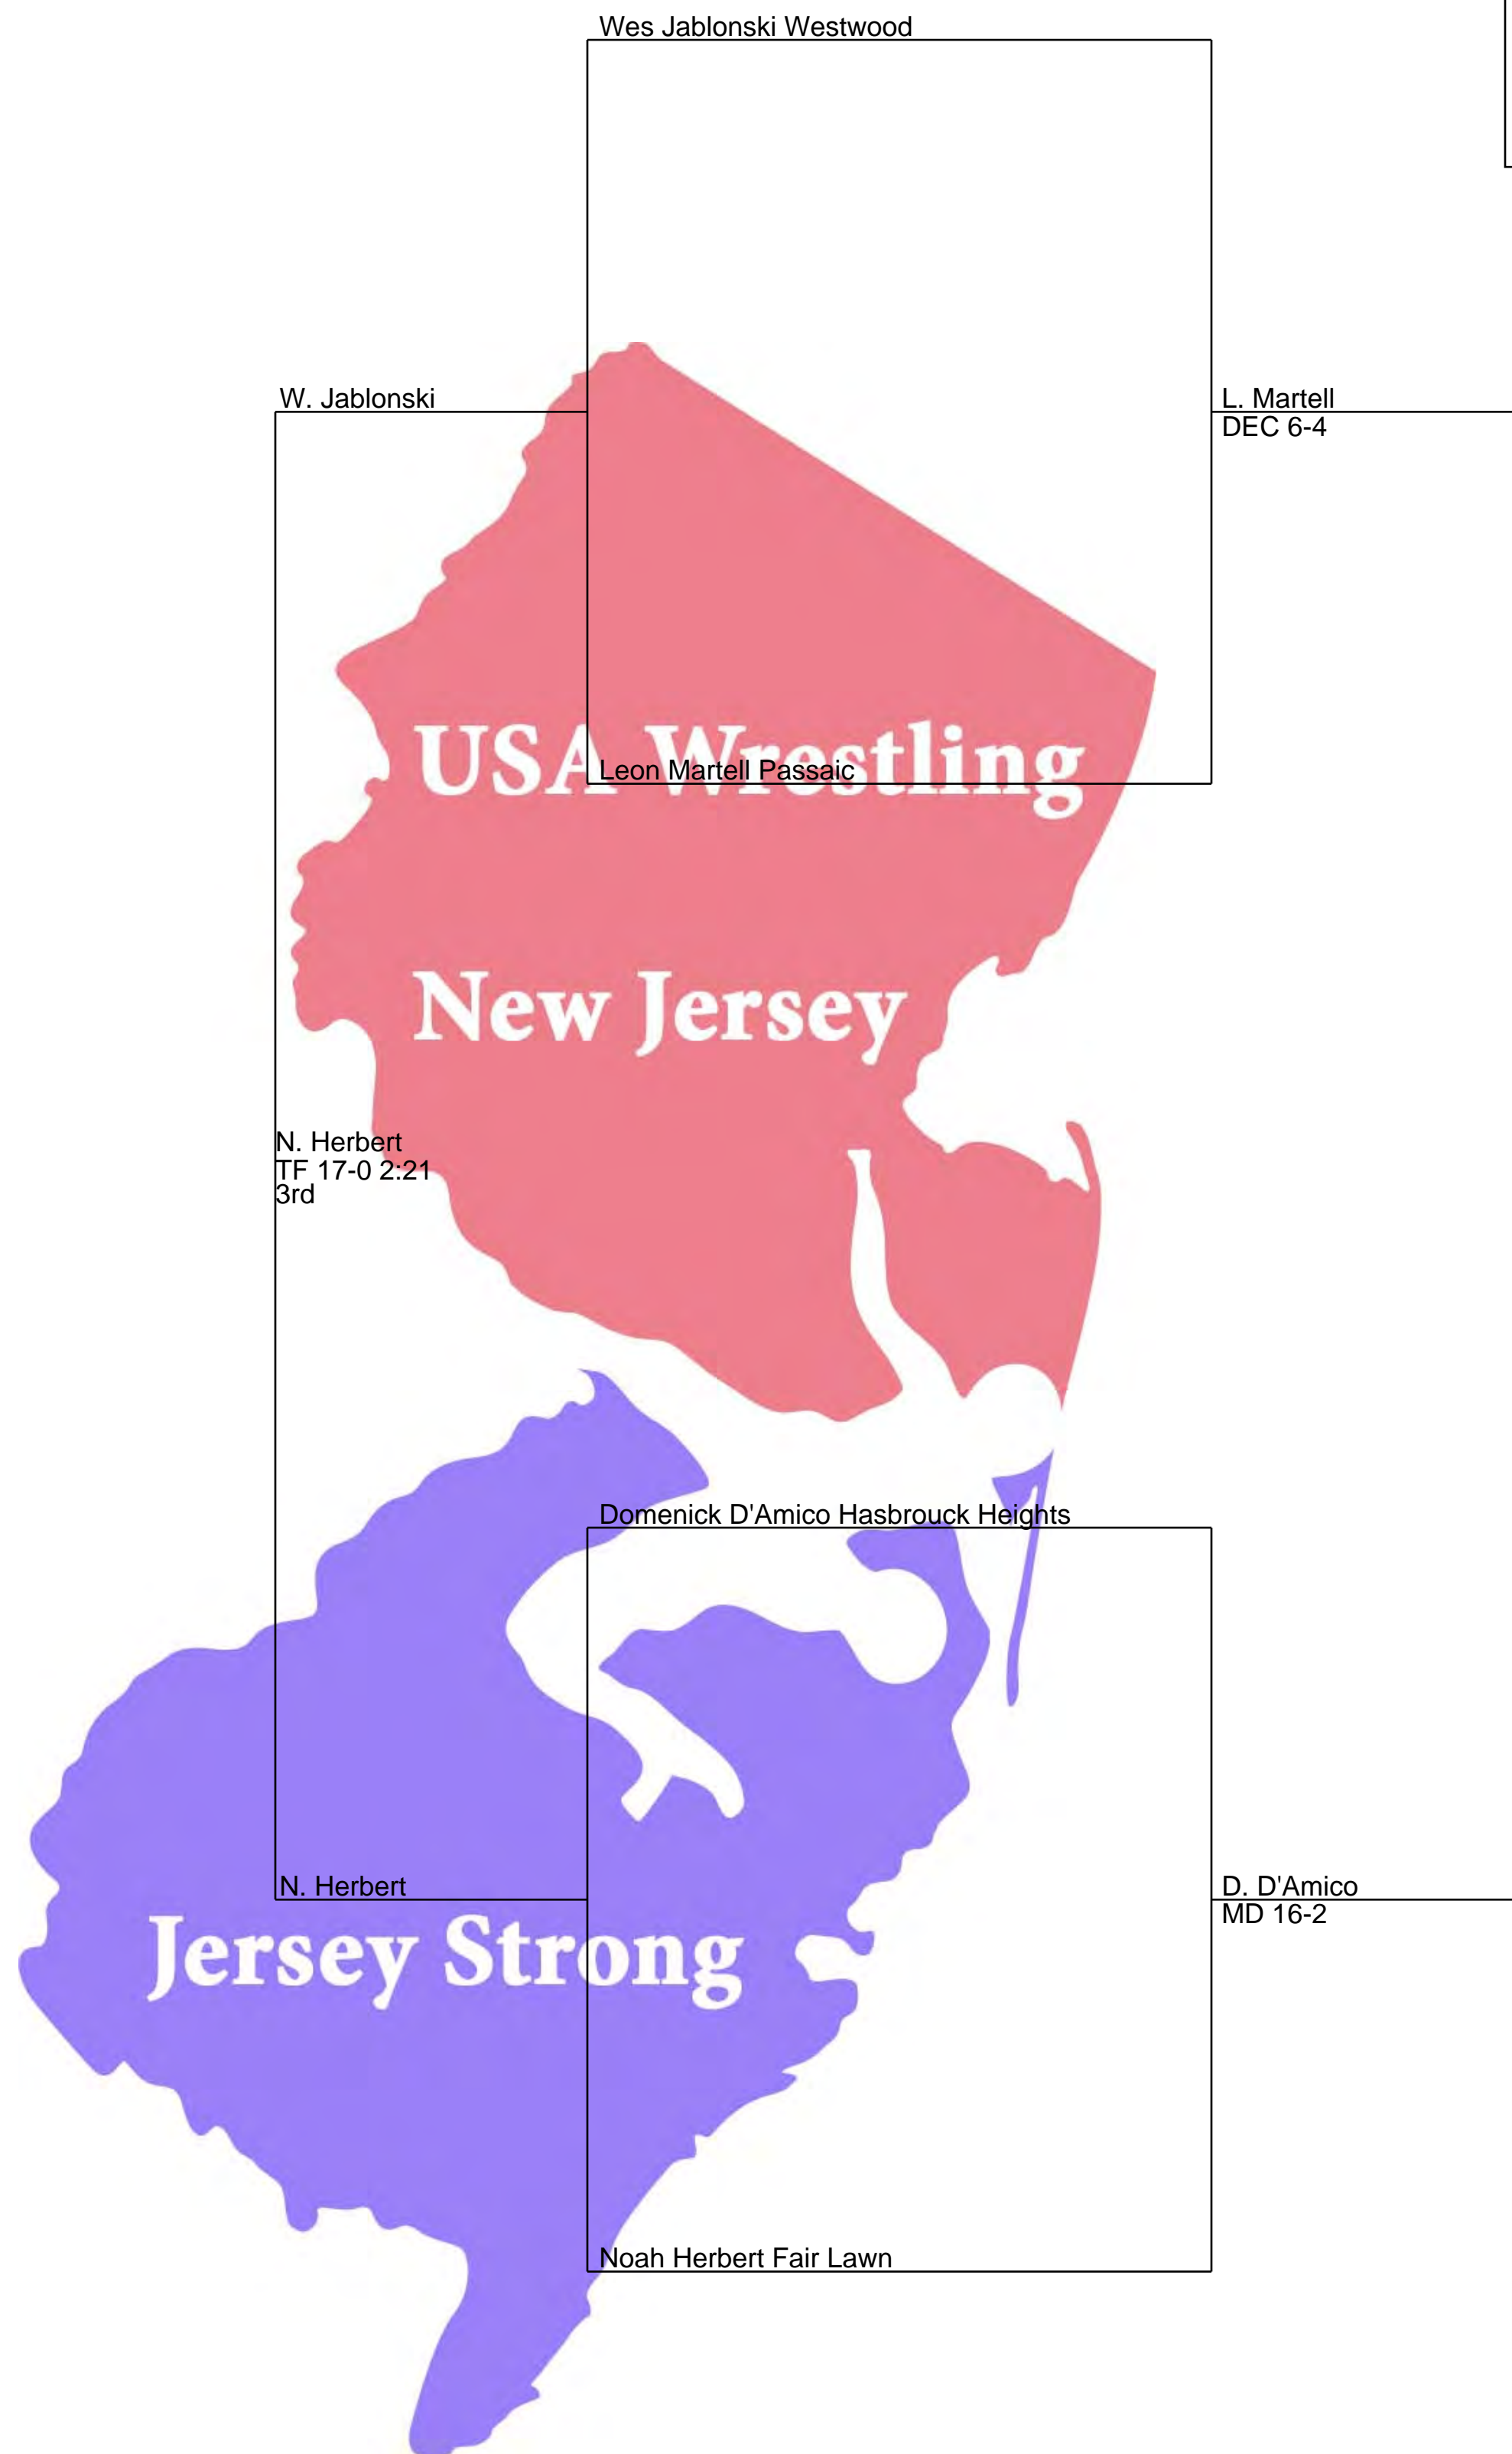 Wes Jablonski Westwood
W. Jablonski
L. Martell
DEC 6-4
USA Wrestling
Leon Martell Passaic
New Jersey
N. Herbert
TF 17-0 2:21
3rd
Domenick D'Amico Hasbrouck Heights
N. Herbert
D. D'Amico
MD 16-2
Jersey Strong
Noah Herbert Fair Lawn